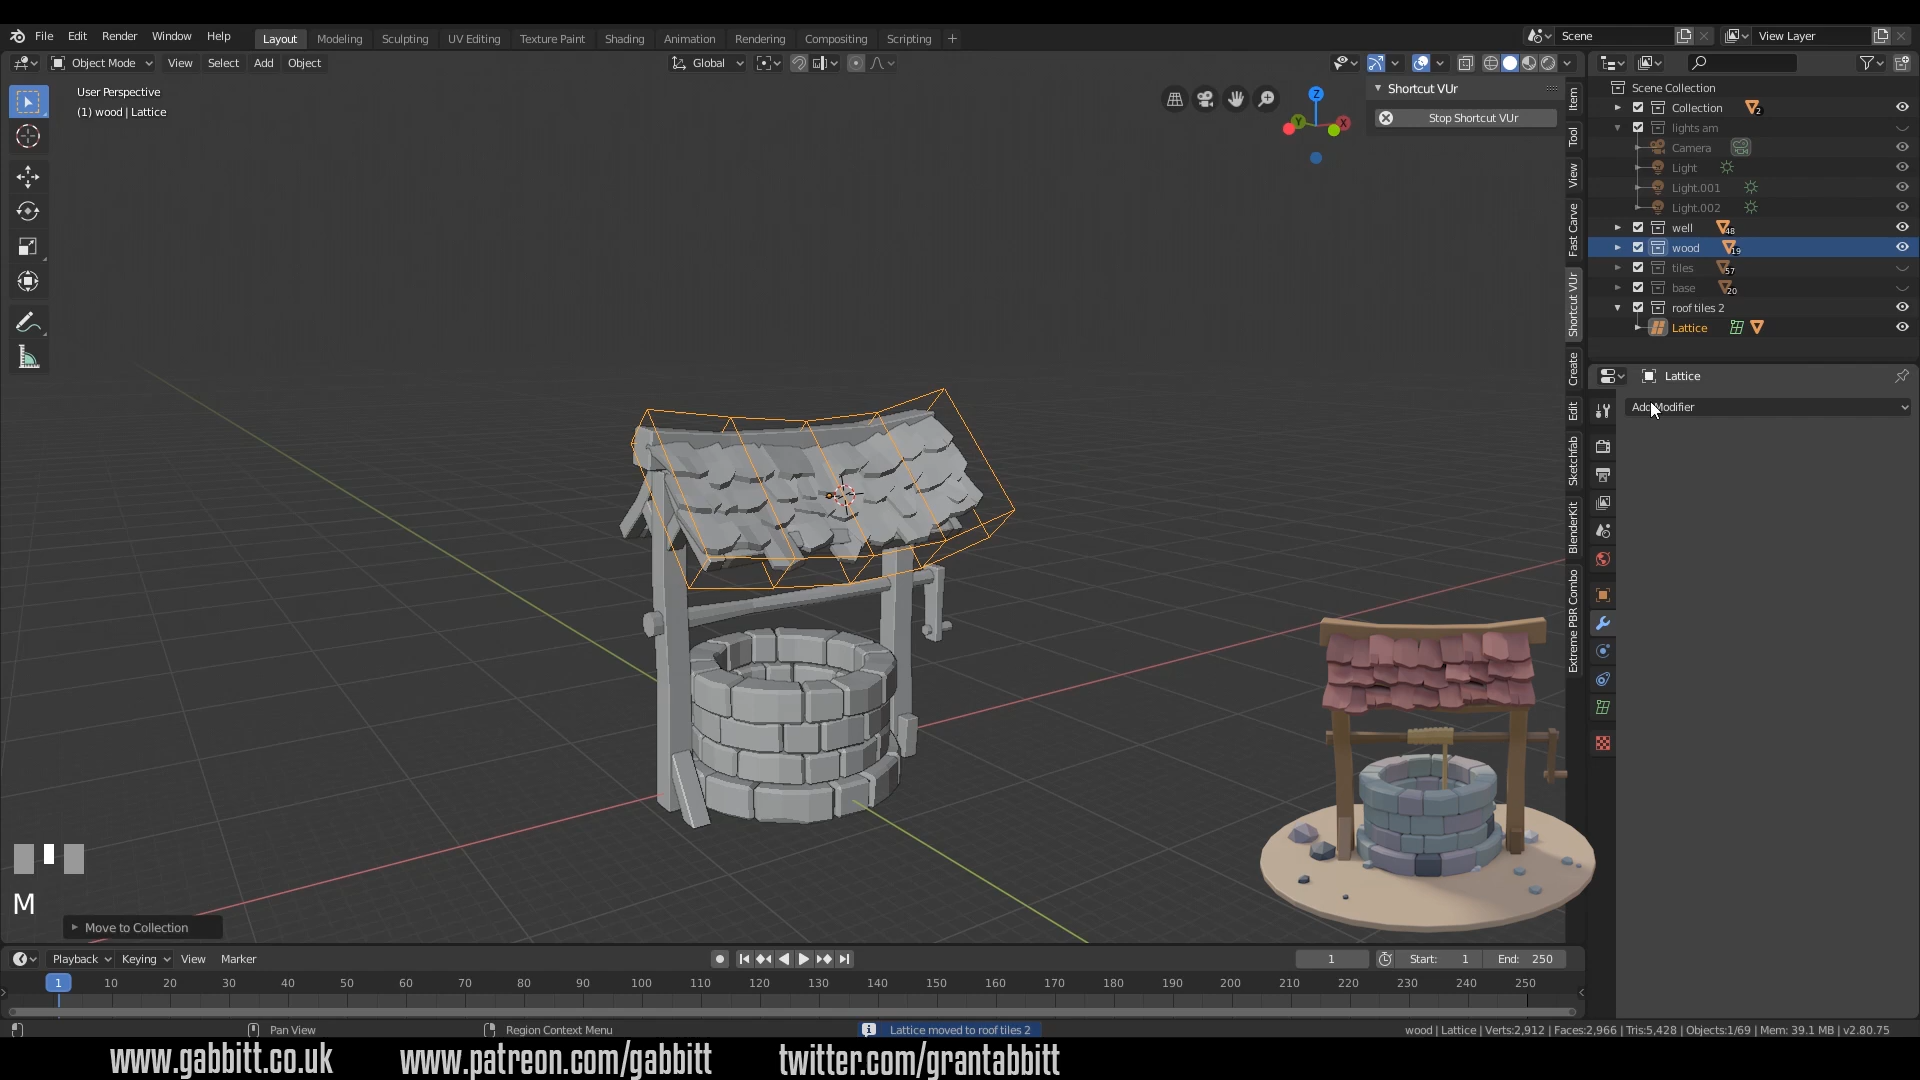 File Edit Render Window Help Layout Modeling Sculpting UV Editing Texture Paint Shading Animation Rendering Compositing Scripting + Scene View Layer
Object Mode View Select Add Object Global
User Perspective
(1) wood | Lattice
Z
Y
X
Shortcut VUr
Stop Shortcut VUr
Item
Tool
View
Fast Carve
Shortcut VUr
Create
Edit
Sketchfab
BlenderKit
Extreme PBR Combo
Scene Collection
Collection 2
lights am
Camera
Light
Light.001
Light.002
well 48
wood 19
tiles 57
base 20
roof tiles 2
Lattice
Lattice
Add Modifier
M
Move to Collection
Playback Keying View Marker 1 Start: 1 End: 250
1 10 20 30 40 50 60 70 80 90 100 110 120 130 140 150 160 170 180 190 200 210 220 230 240 250
Pan View Region Context Menu Lattice moved to roof tiles 2 wood | Lattice | Verts:2,912 | Faces:2,966 | Tris:5,428 | Objects:1/69 | Mem: 39.1 MB | v2.80.75
www.gabbitt.co.uk www.patreon.com/gabbitt twitter.com/grantabbitt